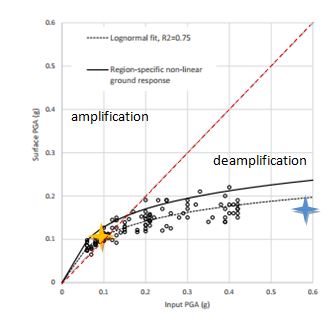 0.6
0.5
0.4
0.3
0.2
0.1
0
0
0.1
0.2
0.3
0.4
0.5
0.6
Surface PGA (g)
Input PGA (g)
Lognormal fit, R2=0.75
Region-specific non-linear
ground response
amplification
deamplification